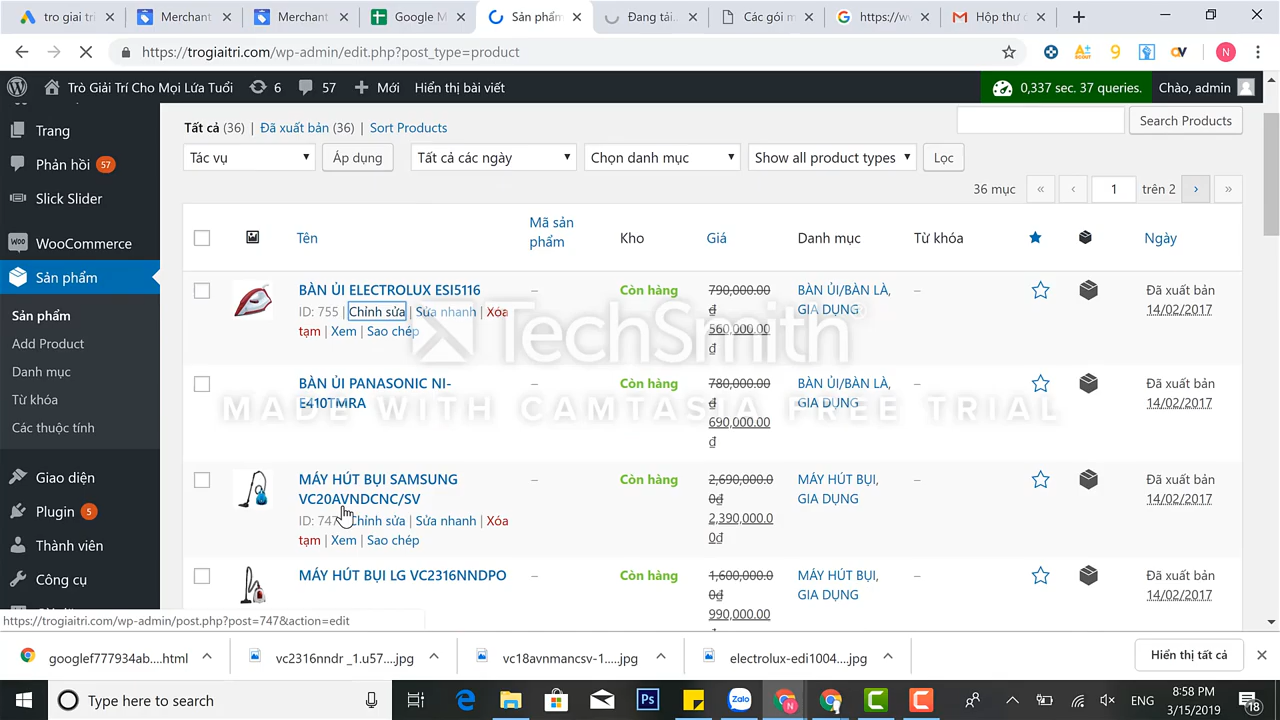 tro giai tri
Merchant
Merchant
Google M
Sản phẩm
Đang tải...
Các gói m
https://w
Hộp thư đ
https://trogiaitri.com/wp-admin/edit.php?post_type=product
N
Trò Giải Trí Cho Mọi Lứa Tuổi
6
57
Mới
Hiển thị bài viết
0,337 sec. 37 queries.
Chào, admin
Trang
Phản hồi 57
Slick Slider
WooCommerce
Sản phẩm
Sản phẩm
Add Product
Danh mục
Từ khóa
Các thuộc tính
Giao diện
Plugin 5
Thành viên
Công cụ
Tất cả (36) | Đã xuất bản (36) | Sort Products
Search Products
Tác vụ
Áp dụng
Tất cả các ngày
Chọn danh mục
Show all product types
Lọc
36 mục « ‹ 1 trên 2 › »
Tên
Mã sản
phẩm
Kho
Giá
Danh mục
Từ khóa
Ngày
BÀN ỦI ELECTROLUX ESI5116
ID: 755 | Chỉnh sửa | Sửa nhanh | Xóa
tạm | Xem | Sao chép
–
Còn hàng
790,000.00
₫
560,000.00
₫
BÀN ỦI/BÀN LÀ,
GIA DỤNG
–
Đã xuất bản
14/02/2017
BÀN ỦI PANASONIC NI-
E410TMRA
–
Còn hàng
780,000.00
₫
690,000.00
₫
BÀN ỦI/BÀN LÀ,
GIA DỤNG
–
Đã xuất bản
14/02/2017
MÁY HÚT BỤI SAMSUNG
VC20AVNDCNC/SV
ID: 747 | Chỉnh sửa | Sửa nhanh | Xóa
tạm | Xem | Sao chép
–
Còn hàng
2,690,000.0
0₫
2,390,000.0
0₫
MÁY HÚT BỤI,
GIA DỤNG
–
Đã xuất bản
14/02/2017
MÁY HÚT BỤI LG VC2316NNDPO
–
Còn hàng
1,600,000.0
0₫
990,000.00
MÁY HÚT BỤI,
GIA DỤNG
–
Đã xuất bản
14/02/2017
TechSmith
MADE WITH CAMTASIA FREE TRIAL
https://trogiaitri.com/wp-admin/post.php?post=747&action=edit
googlef777934ab....html
vc2316nndr _1.u57....jpg
vc18avnmancsv-1.....jpg
electrolux-edi1004....jpg
Hiển thị tất cả
Type here to search
Ps
Zalo
N
ENG
8:58 PM
3/15/2019
18